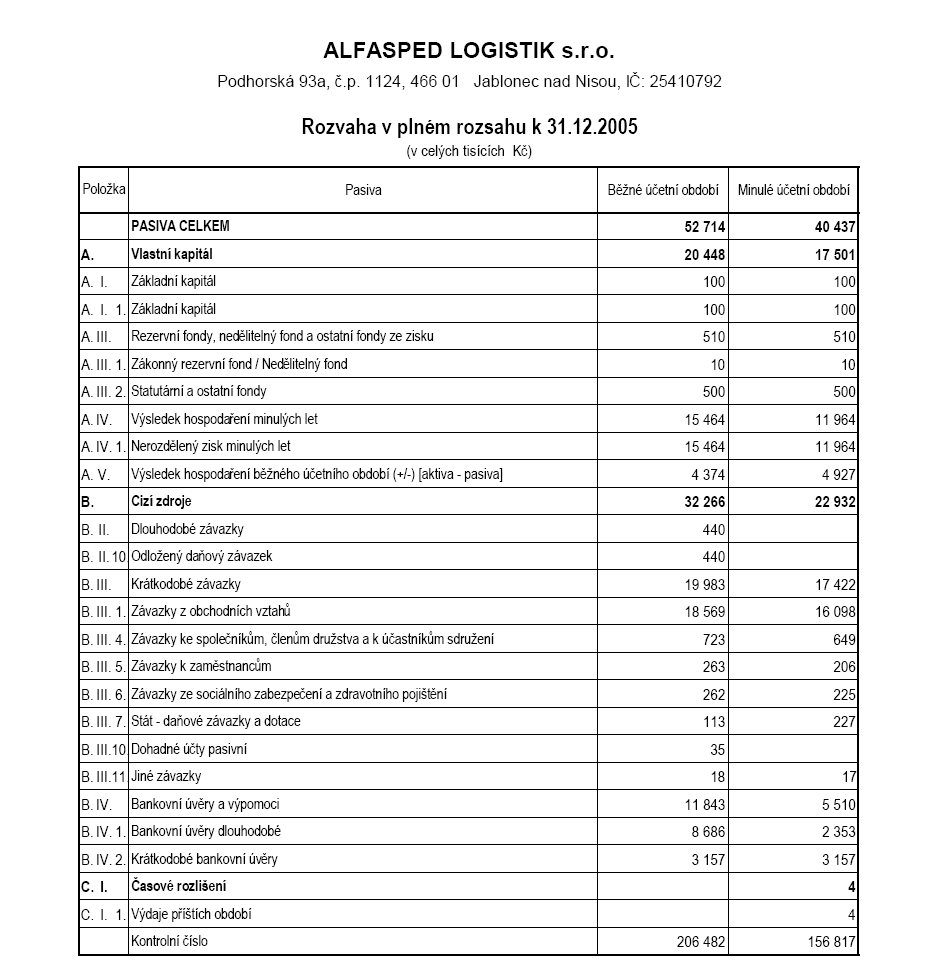 ALFASPED LOGISTIK s.r.o.
Podhorská 93a, č.p. 1124, 466 01 Jablonec nad Nisou, IČ: 25410792
Rozvaha v plném rozsahu k 31.12.2005
(v celých tisících Kč)
Položka Pasiva Běžné účetní období Minulé účetní období
PASIVA CELKEM 52 714 40 437
A. Vlastní kapitál 20 448 17 501
A. I. Základní kapitál 100 100
A. I. 1. Základní kapitál 100 100
A. III. Rezervní fondy, nedělitelný fond a ostatní fondy ze zisku 510 510
A. III. 1. Zákonný rezervní fond / Nedělitelný fond 10 10
A. III. 2. Statutární a ostatní fondy 500 500
A. IV. Výsledek hospodaření minulých let 15 464 11 964
A. IV. 1. Nerozdělený zisk minulých let 15 464 11 964
A. V. Výsledek hospodaření běžného účetního období (+/-) [aktiva - pasiva] 4 374 4 927
B. Cizí zdroje 32 266 22 932
B. II. Dlouhodobé závazky 440
B. II. 10 Odložený daňový závazek 440
B. III. Krátkodobé závazky 19 983 17 422
B. III. 1. Závazky z obchodních vztahů 18 569 16 098
B. III. 4. Závazky ke společníkům, členům družstva a k účastníkům sdružení 723 649
B. III. 5. Závazky k zaměstnancům 263 206
B. III. 6. Závazky ze sociálního zabezpečení a zdravotního pojištění 262 225
B. III. 7. Stát - daňové závazky a dotace 113 227
B. III.10 Dohadné účty pasivní 35
B. III.11 Jiné závazky 18 17
B. IV. Bankovní úvěry a výpomoci 11 843 5 510
B. IV. 1. Bankovní úvěry dlouhodobé 8 686 2 353
B. IV. 2. Krátkodobé bankovní úvěry 3 157 3 157
C. I. Časové rozlišení 4
C. I. 1. Výdaje příštích období 4
Kontrolní číslo 206 482 156 817